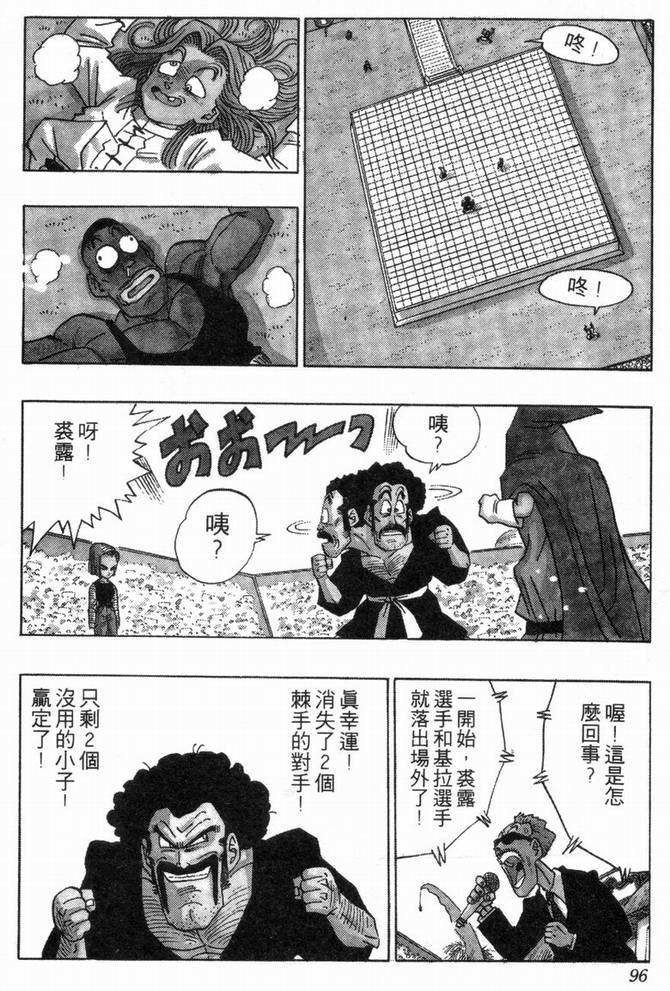 咚！
咚！
咦？
おおー〜ーっ
咦？
呀！
裘露！
喔！這是怎
麼回事？
一開始，裘露
選手和基拉選手
就落出場外了！
眞幸運！
消失了2個
棘手的對手！
只剩2個
沒用的小子！
贏定了！
96